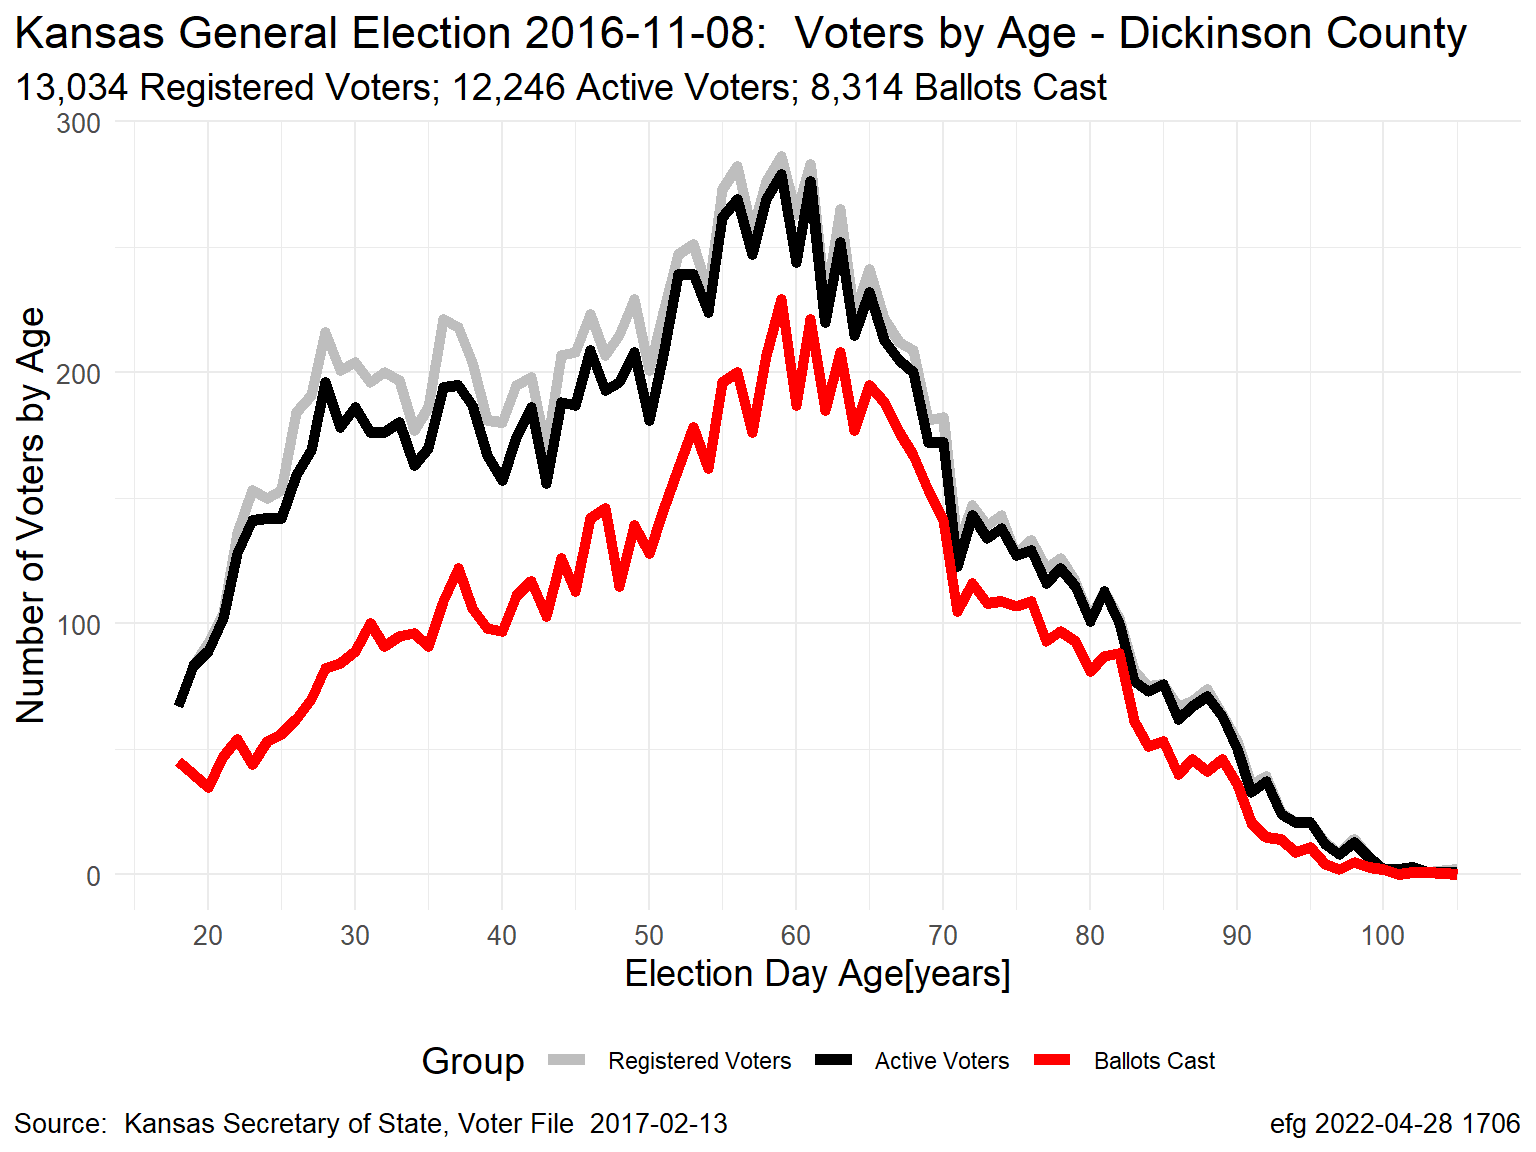 Kansas General Election 2016-11-08:  Voters by Age - Dickinson County
13,034 Registered Voters; 12,246 Active Voters; 8,314 Ballots Cast
300
200
100
0
Number of Voters by Age
20 30 40 50 60 70 80 90 100
Election Day Age[years]
Group Registered Voters Active Voters Ballots Cast
Source:  Kansas Secretary of State, Voter File  2017-02-13
efg 2022-04-28 1706